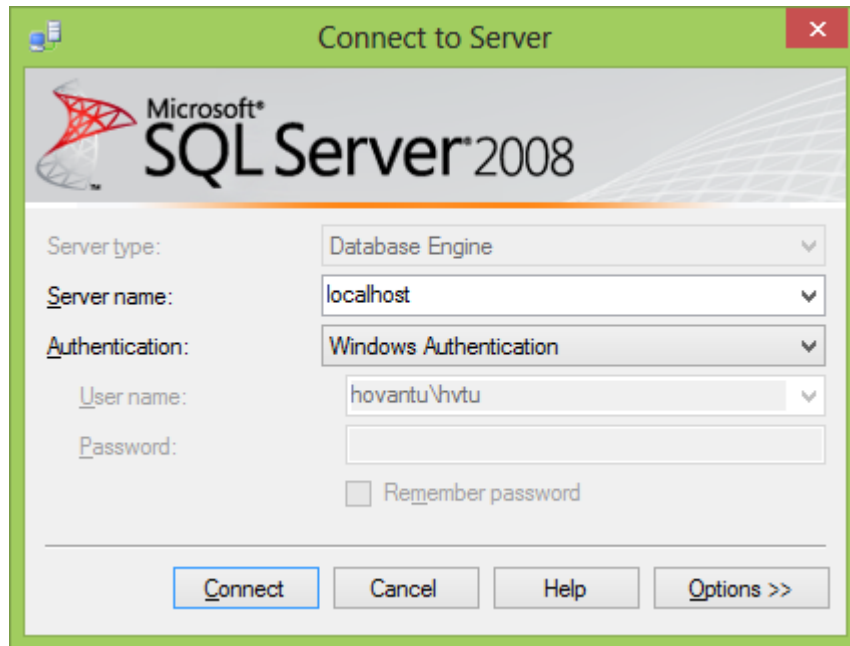 Connect to Server
Microsoft®
SQL Server® 2008
Server type: Database Engine
Server name: localhost
Authentication: Windows Authentication
User name: hovantu\hvtu
Password:
Remember password
Connect Cancel Help Options >>